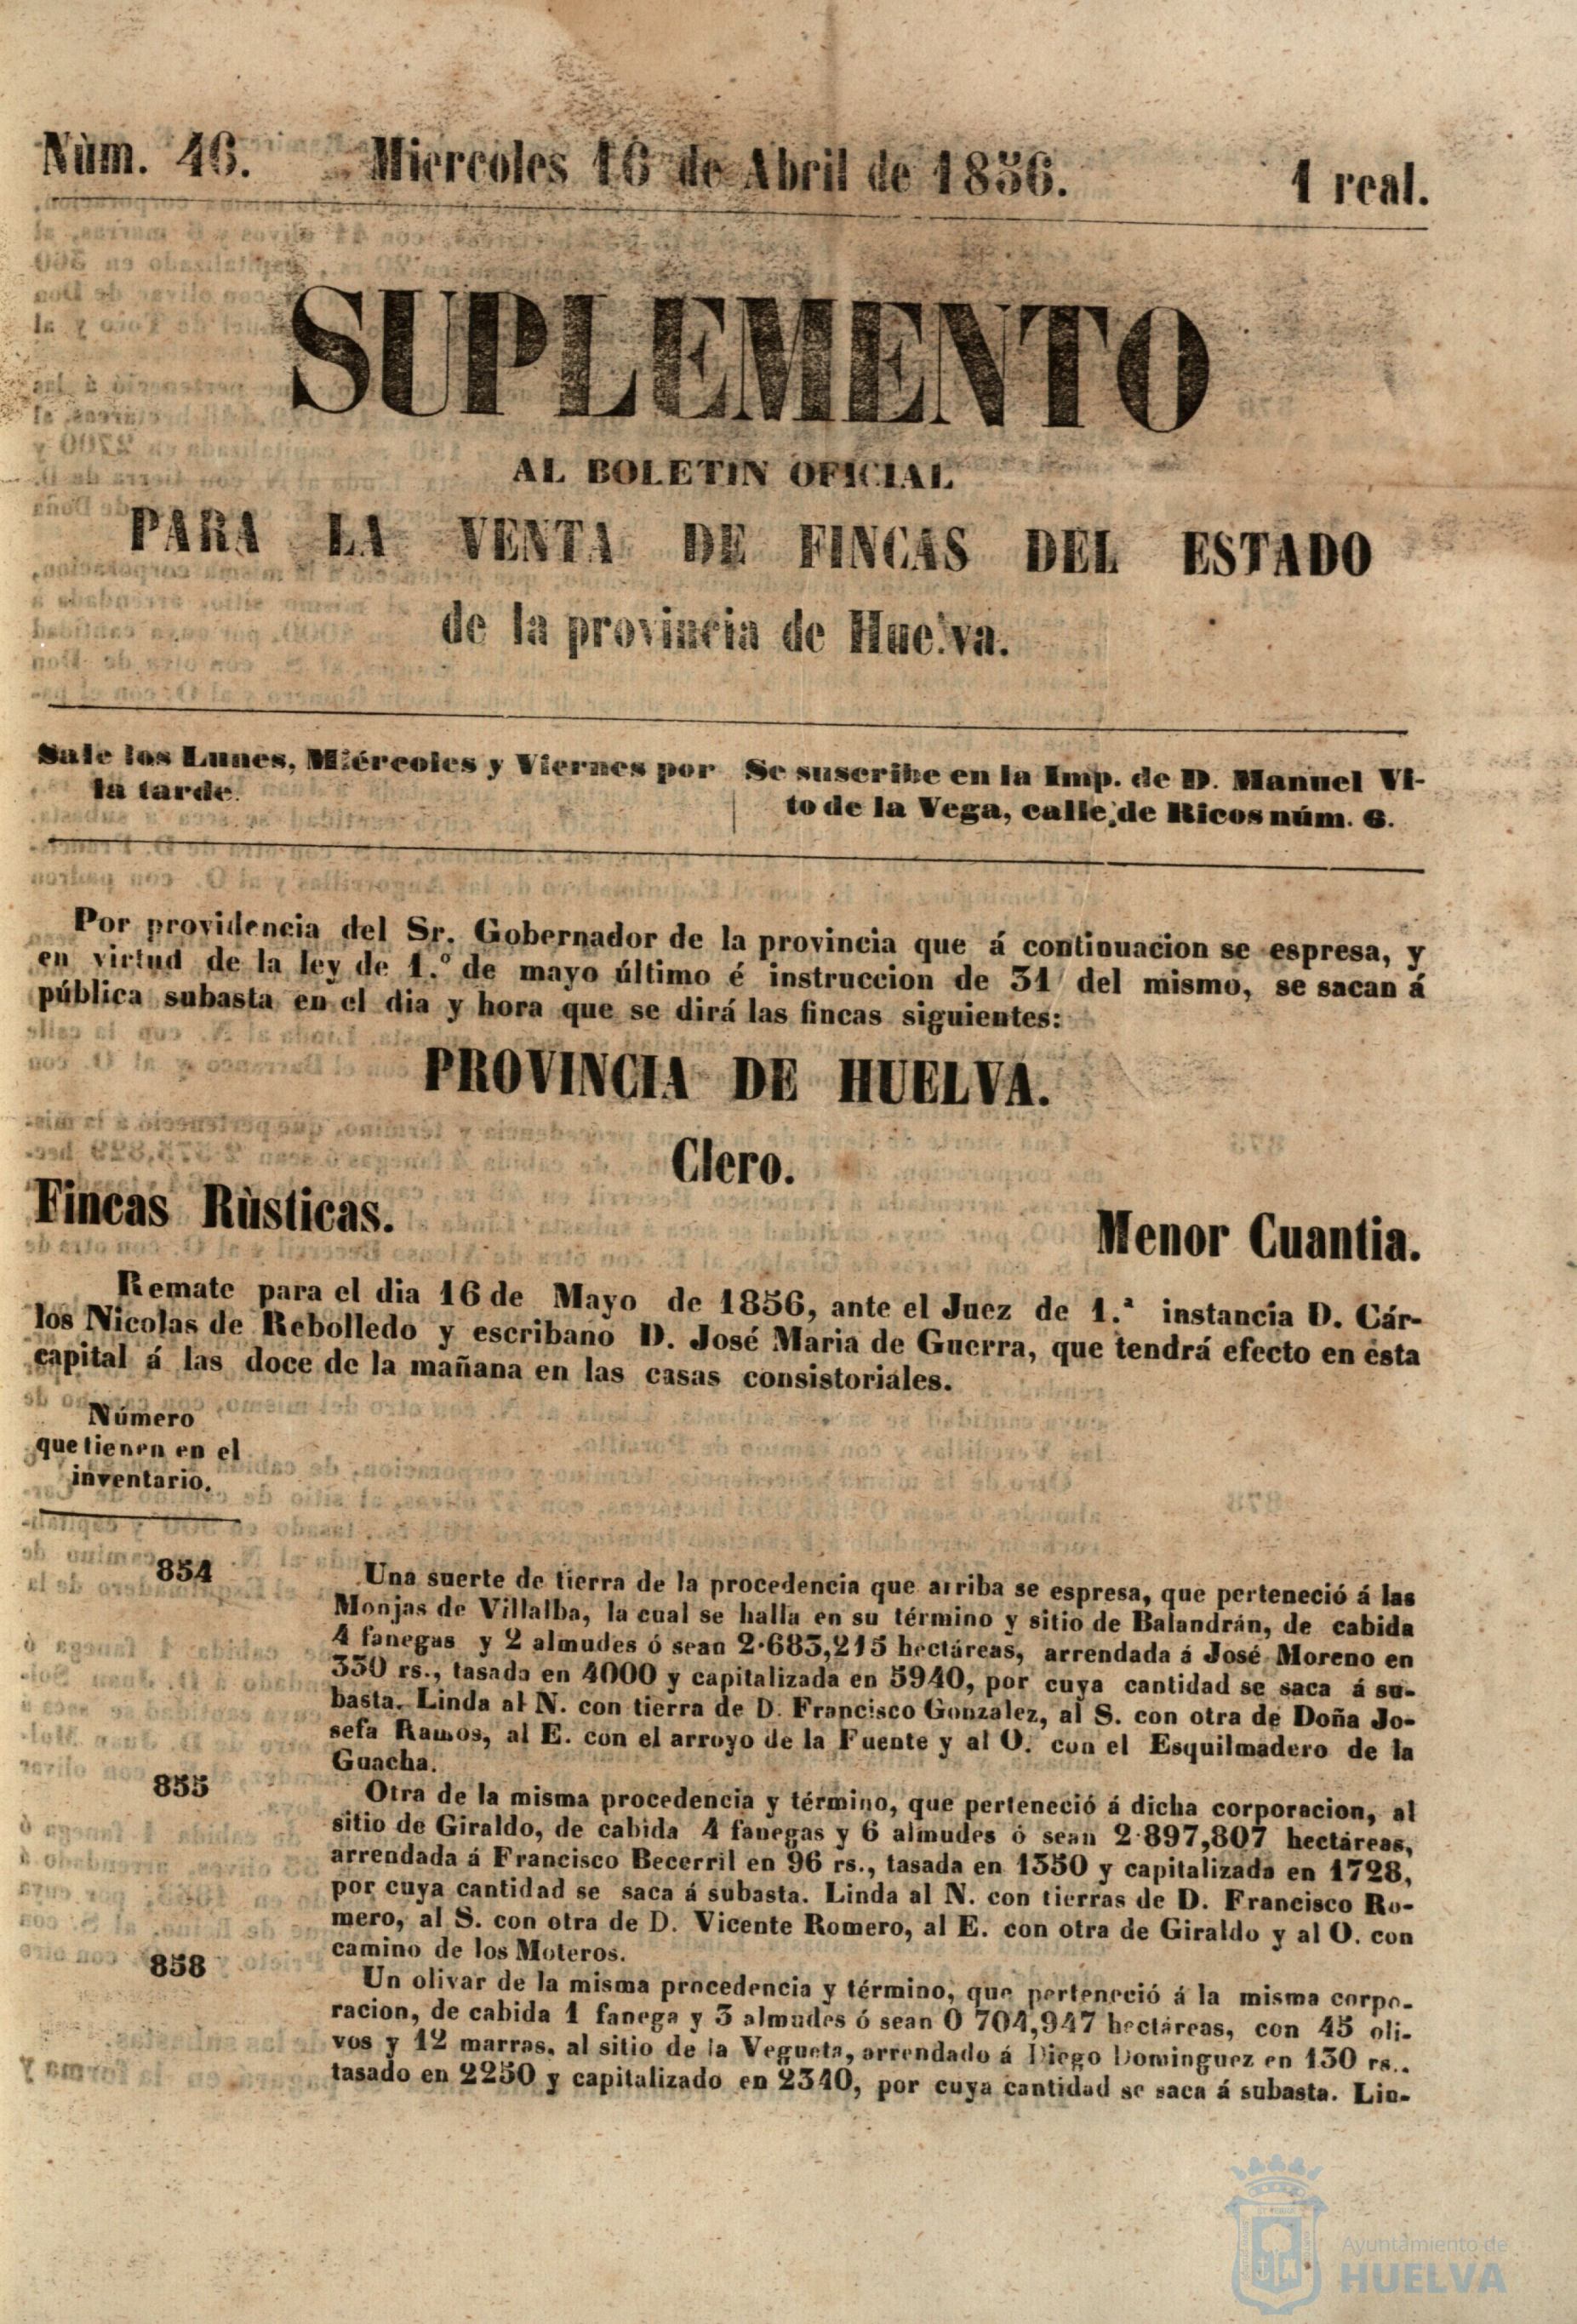 Núm. 46. Miercoles 16 de Abril de 1856. 1 real.
SUPLEMENTO
AL BOLETIN OFICIAL
PARA LA VENTA DE FINCAS DEL ESTADO
de la provincia de Huelva.
Sale los Lunes, Miércoles y Viernes por
la tarde.
Se suscribe en la Imp. de D. Manuel Vi-
to de la Vega, calle de Ricos núm. 6.
Por providencia del Sr. Gobernador de la provincia que á continuacion se espresa, y
en virtud de la ley de 1.º de mayo último é instruccion de 31 del mismo, se sacan á
pública subasta en el dia y hora que se dirá las fincas siguientes:
PROVINCIA DE HUELVA.
Clero.
Fincas Rùsticas. Menor Cuantia.
Remate para el dia 16 de Mayo de 1856, ante el Juez de 1.ª instancia D. Cár-
los Nicolas de Rebolledo y escribano D. José Maria de Guerra, que tendrá efecto en ésta
capital á las doce de la mañana en las casas consistoriales.
Número
que tienen en el
inventario.
854 Una suerte de tierra de la procedencia que arriba se espresa, que perteneció á las
Monjas de Villalba, la cual se halla en su término y sitio de Balandrán, de cabida
4 fanegas y 2 almudes ó sean 2·683,215 hectáreas, arrendada á José Moreno en
330 rs., tasada en 4000 y capitalizada en 5940, por cuya cantidad se saca á su-
basta. Linda al N. con tierra de D. Francisco Gonzalez, al S. con otra de Doña Jo-
sefa Ramos, al E. con el arroyo de la Fuente y al O. con el Esquilmadero de la
Guacha.
855 Otra de la misma procedencia y término, que perteneció á dicha corporacion, al
sitio de Giraldo, de cabida 4 fanegas y 6 almudes ó sean 2·897,807 hectáreas,
arrendada á Francisco Becerril en 96 rs., tasada en 1350 y capitalizada en 1728,
por cuya cantidad se saca á subasta. Linda al N. con tierras de D. Francisco Ro-
mero, al S. con otra de D. Vicente Romero, al E. con otra de Giraldo y al O. con
camino de los Moteros.
858 Un olivar de la misma procedencia y término, que perteneció á la misma corpo-
racion, de cabida 1 fanega y 3 almudes ó sean 0 704,947 hectáreas, con 45 oli-
vos y 12 marras, al sitio de la Vegueta, arrendado á Diego Dominguez en 130 rs..
tasado en 2250 y capitalizado en 2340, por cuya cantidad se saca á subasta. Lin-
Ayuntamiento de
HUELVA